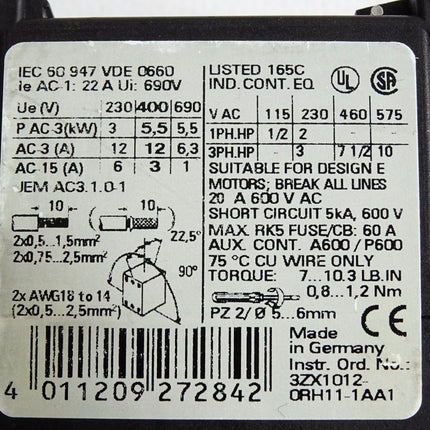 IEC 60 947 VDE 0660
Ie AC-1: 22 A Ui: 690V
Ue (V) 230 400 690
P AC-3(kW) 3 5,5 5,5
AC-3 (A) 12 12 6,3
AC-15 (A) 6 3 1
JEM AC3.1.0-1
10 10
2x0,5...1,5mm²
2x0,75...2,5mm²
22,5°
90°
2x AWG18 to 14
(2x0,5...2,5mm²)
4 011209 272842
LISTED 165C
IND. CONT. EQ.
UL SA
V AC 115 230 460 575
1PH.HP 1/2 2 - -
3PH.HP - 3 7 1/2 10
SUITABLE FOR DESIGN E
MOTORS; BREAK ALL LINES
20 A 600 V AC
SHORT CIRCUIT 5kA, 600 V
MAX. RK5 FUSE/CB: 60 A
AUX. CONT. A600 / P600
75 °C CU WIRE ONLY
TORQUE: 7...10.3 LB.IN
0,8...1,2 Nm
PZ 2/ Ø 5...6mm
CE
Made
in Germany
Instr. Ord. No.:
3ZX1012-
0RH11-1AA1